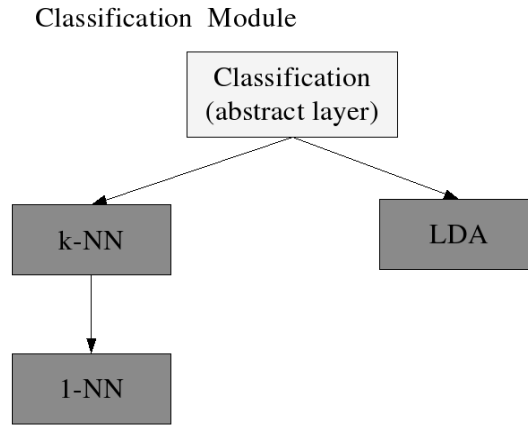 Classification Module
Classification
(abstract layer)
k-NN
LDA
1-NN